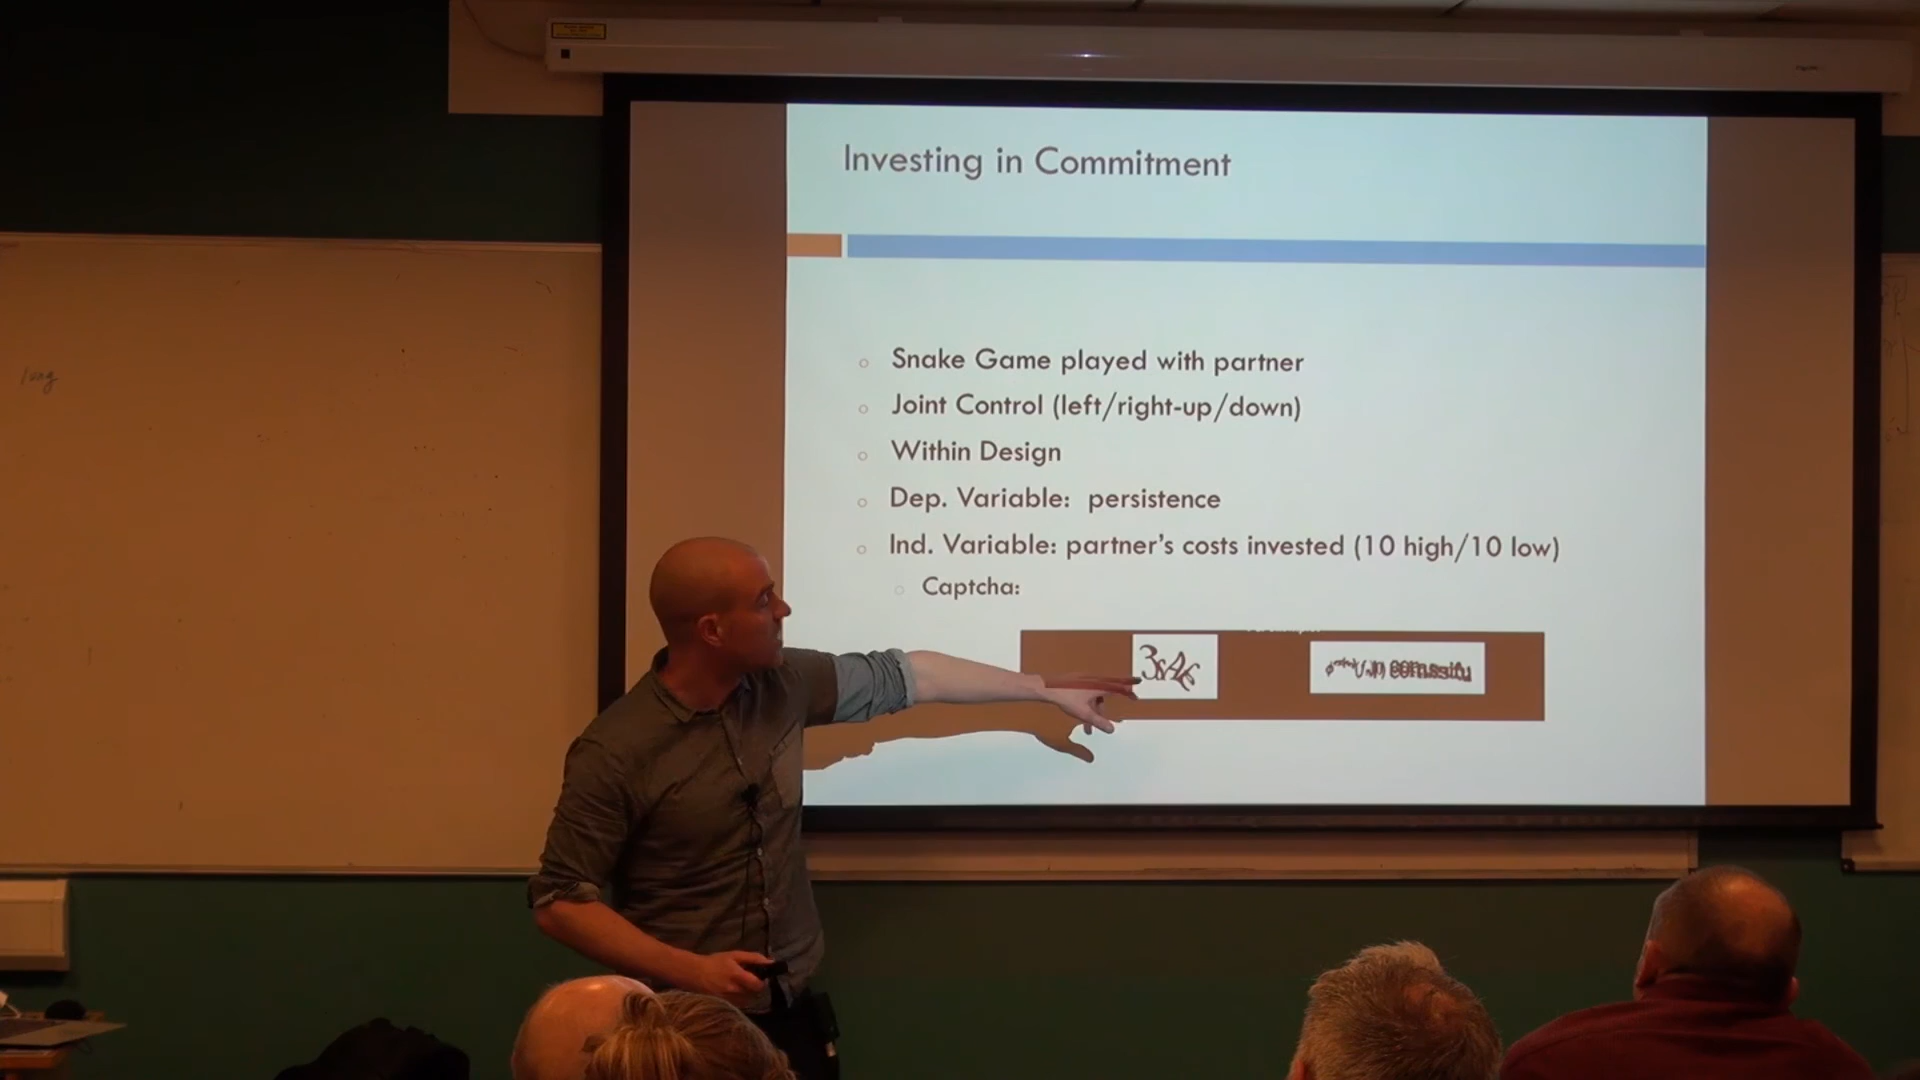 Investing in Commitment
Snake Game played with partner
Joint Control (left/right-up/down)
Within Design
Dep. Variable: persistence
Ind. Variable: partner's costs invested (10 high/10 low)
Captcha: